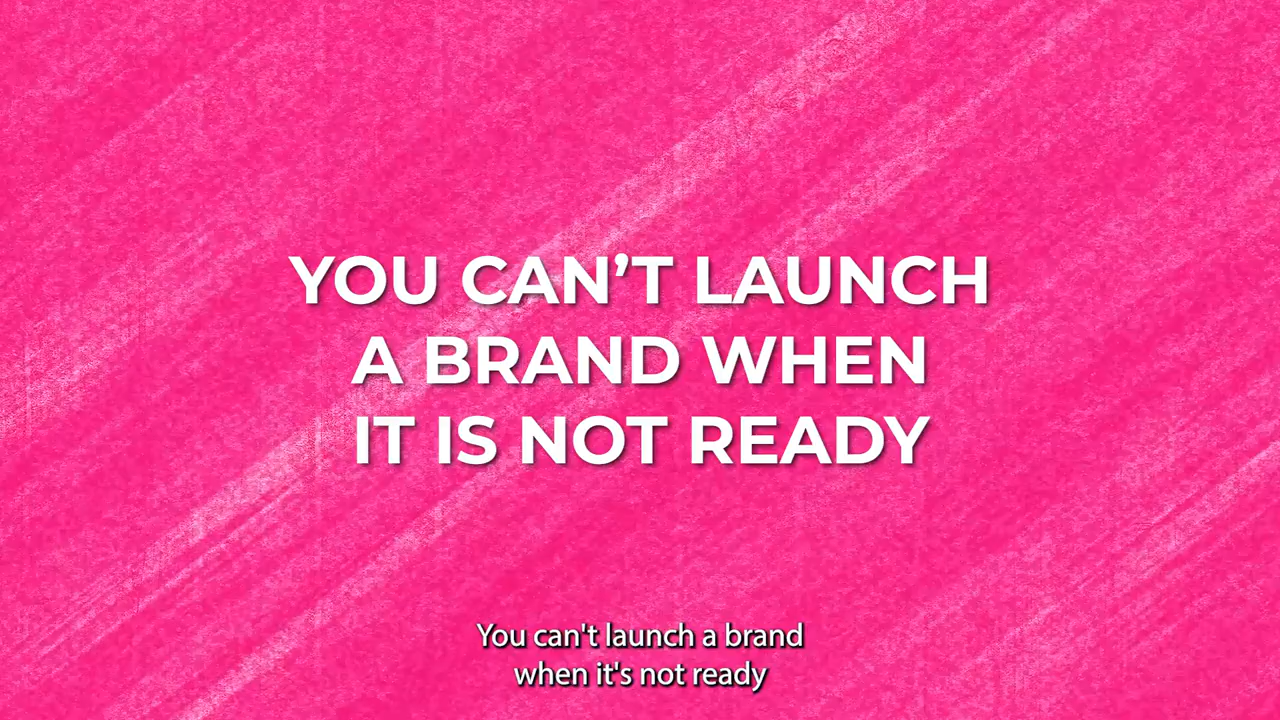 YOU CAN’T LAUNCH
A BRAND WHEN
IT IS NOT READY
You can't launch a brand
when it's not ready